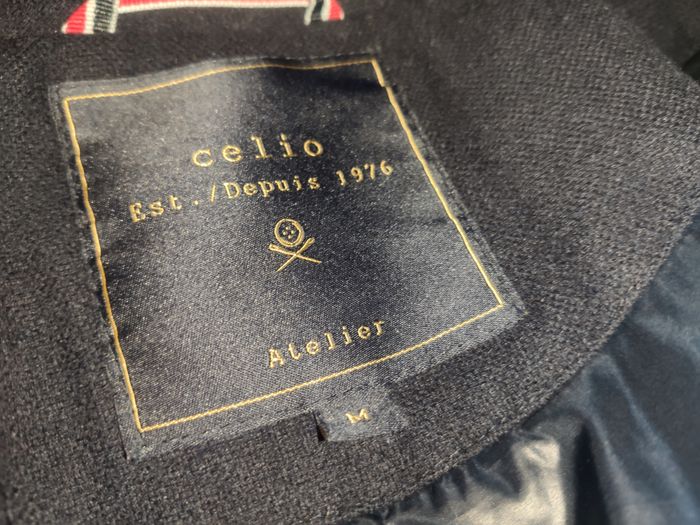 celio
Est./Depuis 1976
Atelier
M